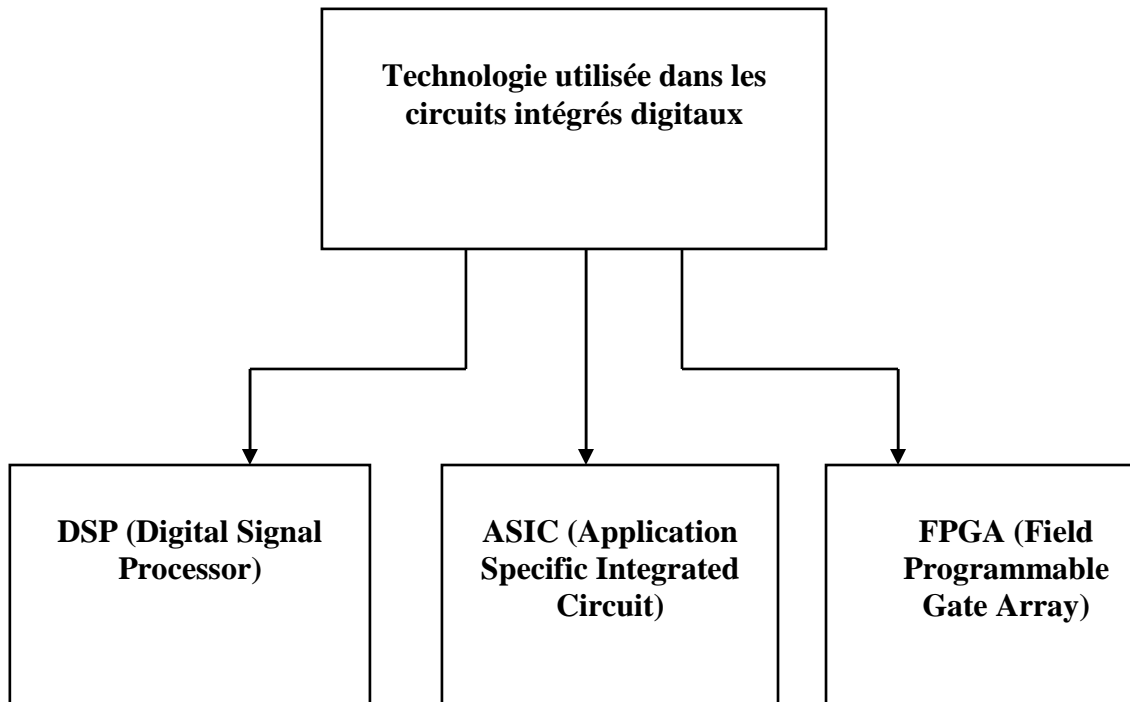 Technologie utilisée dans les
circuits intégrés digitaux
DSP (Digital Signal
Processor)
ASIC (Application
Specific Integrated
Circuit)
FPGA (Field
Programmable
Gate Array)